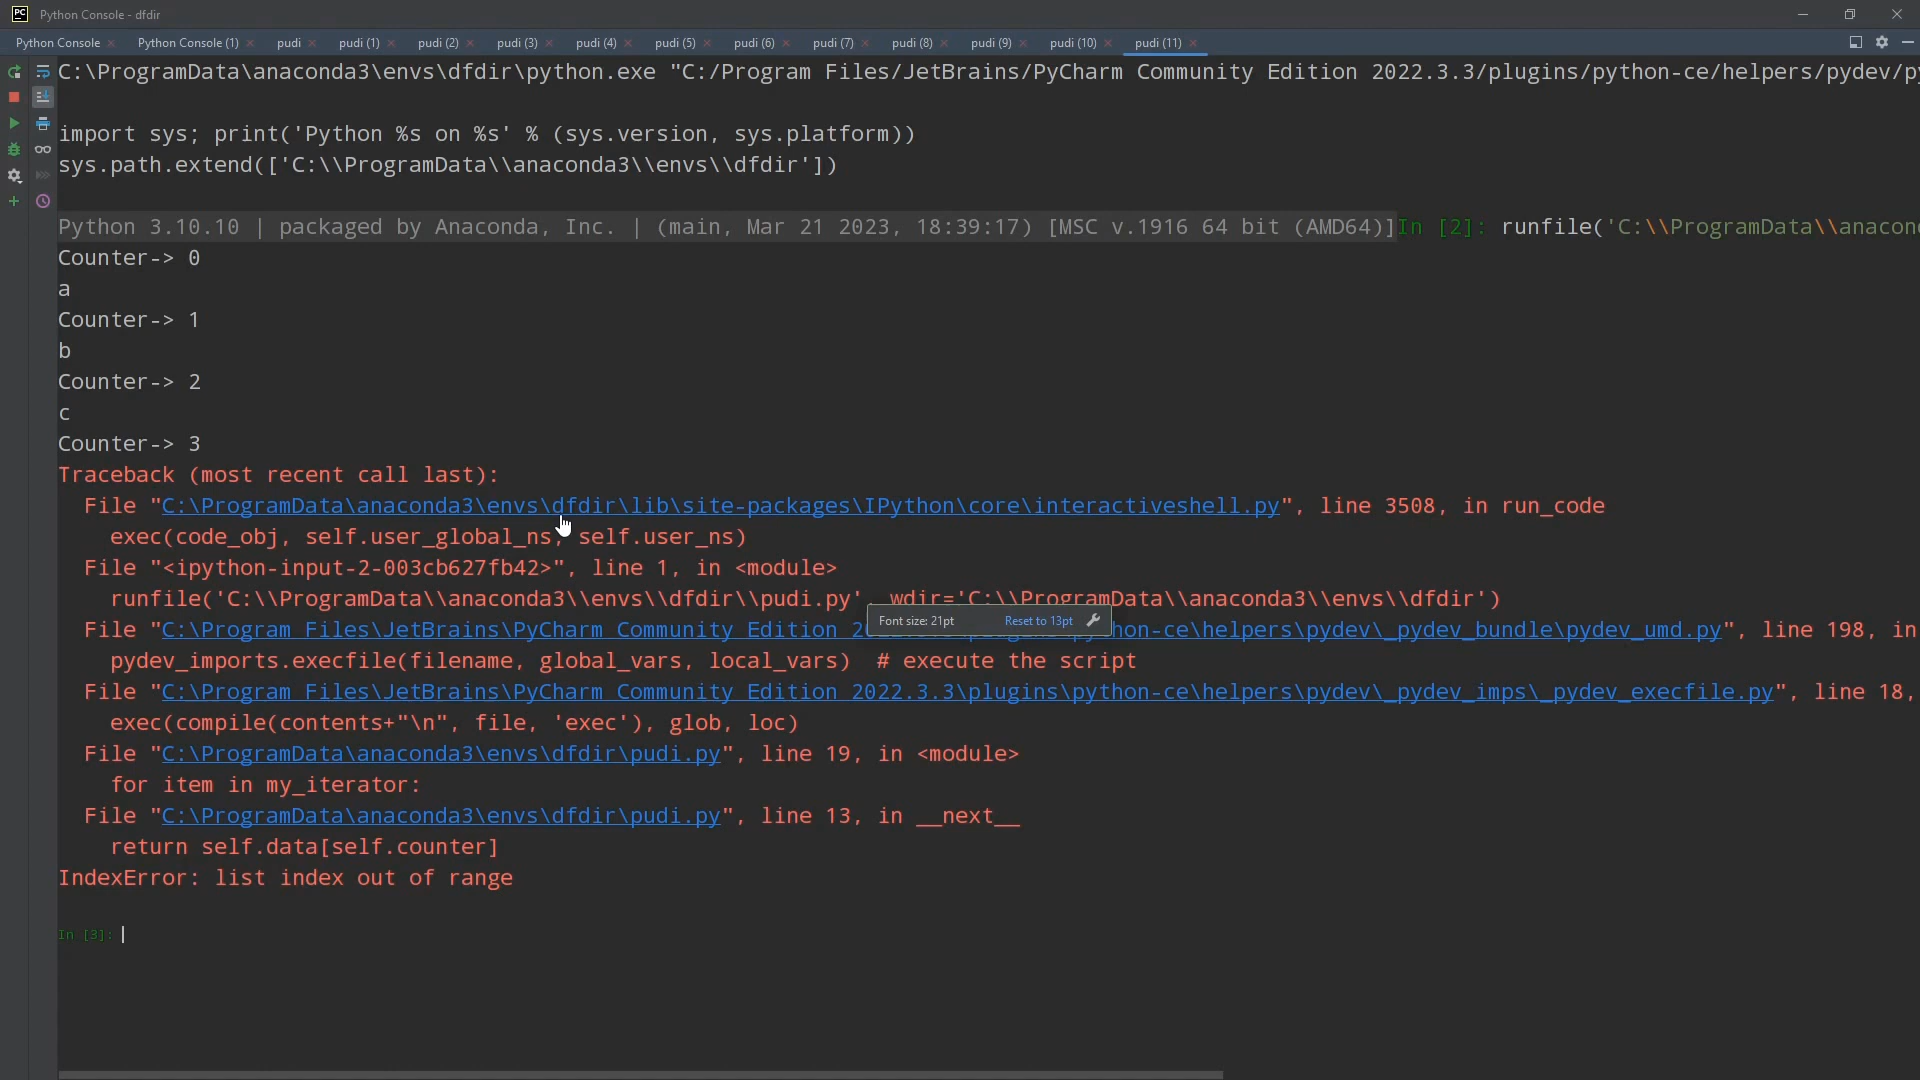 Python Console - dfdir
Python Console Python Console (1) pudi pudi (1) pudi (2) pudi (3) pudi (4) pudi (5) pudi (6) pudi (7) pudi (8) pudi (9) pudi (10) pudi (11)
C:\ProgramData\anaconda3\envs\dfdir\python.exe "C:/Program Files/JetBrains/PyCharm Community Edition 2022.3.3/plugins/python-ce/helpers/pydev/
import sys; print('Python %s on %s' % (sys.version, sys.platform))
sys.path.extend(['C:\\ProgramData\\anaconda3\\envs\\dfdir'])
Python 3.10.10 | packaged by Anaconda, Inc. | (main, Mar 21 2023, 18:39:17) [MSC v.1916 64 bit (AMD64)]In [2]: runfile('C:\\ProgramData\\anacon
Counter-> 0
a
Counter-> 1
b
Counter-> 2
c
Counter-> 3
Traceback (most recent call last):
File "C:\ProgramData\anaconda3\envs\dfdir\lib\site-packages\IPython\core\interactiveshell.py", line 3508, in run_code
exec(code_obj, self.user_global_ns, self.user_ns)
File "<ipython-input-2-003cb627fb42>", line 1, in <module>
runfile('C:\\ProgramData\\anaconda3\\envs\\dfdir\\pudi.py', wdir='C:\\ProgramData\\anaconda3\\envs\\dfdir')
Font size: 21pt Reset to 13pt
File "C:\Program Files\JetBrains\PyCharm Community Edition hon-ce\helpers\pydev\_pydev_bundle\pydev_umd.py", line 198, in
pydev_imports.execfile(filename, global_vars, local_vars)  # execute the script
File "C:\Program Files\JetBrains\PyCharm Community Edition 2022.3.3\plugins\python-ce\helpers\pydev\_pydev_imps\_pydev_execfile.py", line 18,
exec(compile(contents+"\n", file, 'exec'), glob, loc)
File "C:\ProgramData\anaconda3\envs\dfdir\pudi.py", line 19, in <module>
for item in my_iterator:
File "C:\ProgramData\anaconda3\envs\dfdir\pudi.py", line 13, in __next__
return self.data[self.counter]
IndexError: list index out of range
In [3]: